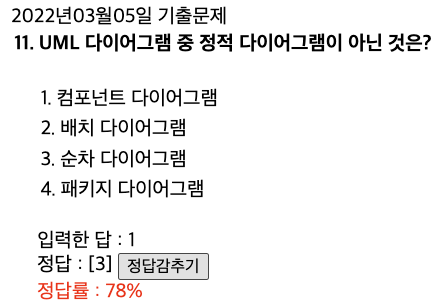 2022년03월05일 기출문제
11. UML 다이어그램 중 정적 다이어그램이 아닌 것은?
1. 컴포넌트 다이어그램
2. 배치 다이어그램
3. 순차 다이어그램
4. 패키지 다이어그램
입력한 답 : 1
정답 : [3] 정답감추기
정답률 : 78%